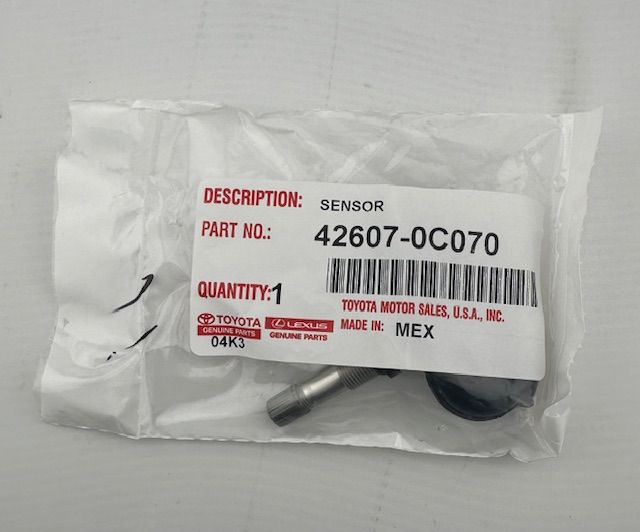 DESCRIPTION: SENSOR
PART NO.: 42607-0C070
QUANTITY: 1
TOYOTA MOTOR SALES, U.S.A., INC.
TOYOTA LEXUS MADE IN: MEX
GENUINE PARTS GENUINE PARTS
04K3